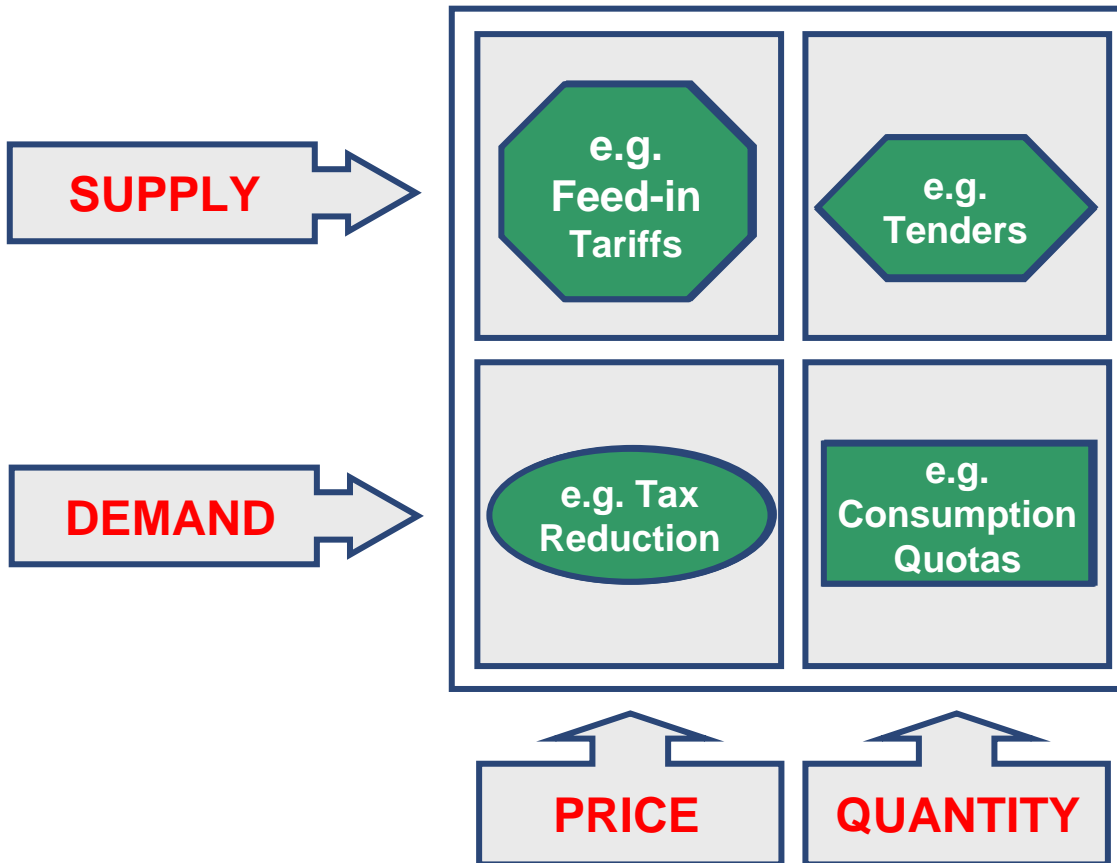 SUPPLY
e.g.
Feed-in
Tariffs
e.g.
Tenders
DEMAND
e.g. Tax
Reduction
e.g.
Consumption
Quotas
PRICE
QUANTITY